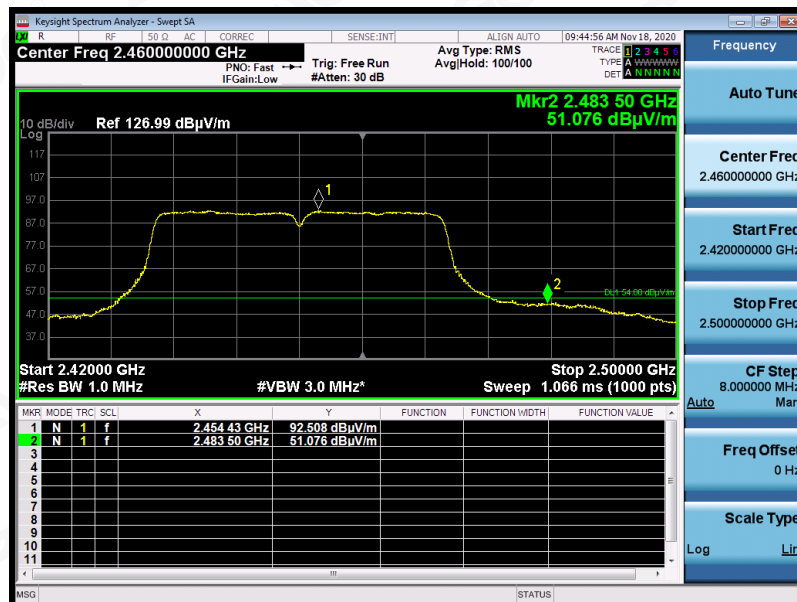 Keysight Spectrum Analyzer - Swept SA
LXI R RF 50 Ω AC CORREC SENSE:INT ALIGN AUTO 09:44:56 AM Nov 18, 2020
Center Freq 2.460000000 GHz
PNO: Fast
IFGain:Low
Trig: Free Run
#Atten: 30 dB
Avg Type: RMS
Avg|Hold: 100/100
TRACE 1 2 3 4 5 6
TYPE A WWWWW
DET A N N N N N
Mkr2 2.483 50 GHz
51.076 dBµV/m
10 dB/div Ref 126.99 dBµV/m
Log
117
107
97.0
87.0
77.0
67.0
57.0
47.0
37.0
1
2
DL1 54.00 dBµV/m
Start 2.42000 GHz
Stop 2.50000 GHz
#Res BW 1.0 MHz
#VBW 3.0 MHz*
Sweep 1.066 ms (1000 pts)
MKR MODE TRC SCL X Y FUNCTION FUNCTION WIDTH FUNCTION VALUE
1 N 1 f 2.454 43 GHz 92.508 dBµV/m
2 N 1 f 2.483 50 GHz 51.076 dBµV/m
3
4
5
6
7
8
9
10
11
MSG
STATUS
Frequency
Auto Tune
Center Freq
2.460000000 GHz
Start Freq
2.420000000 GHz
Stop Freq
2.500000000 GHz
CF Step
8.000000 MHz
Auto Man
Freq Offset
0 Hz
Scale Type
Log Lin